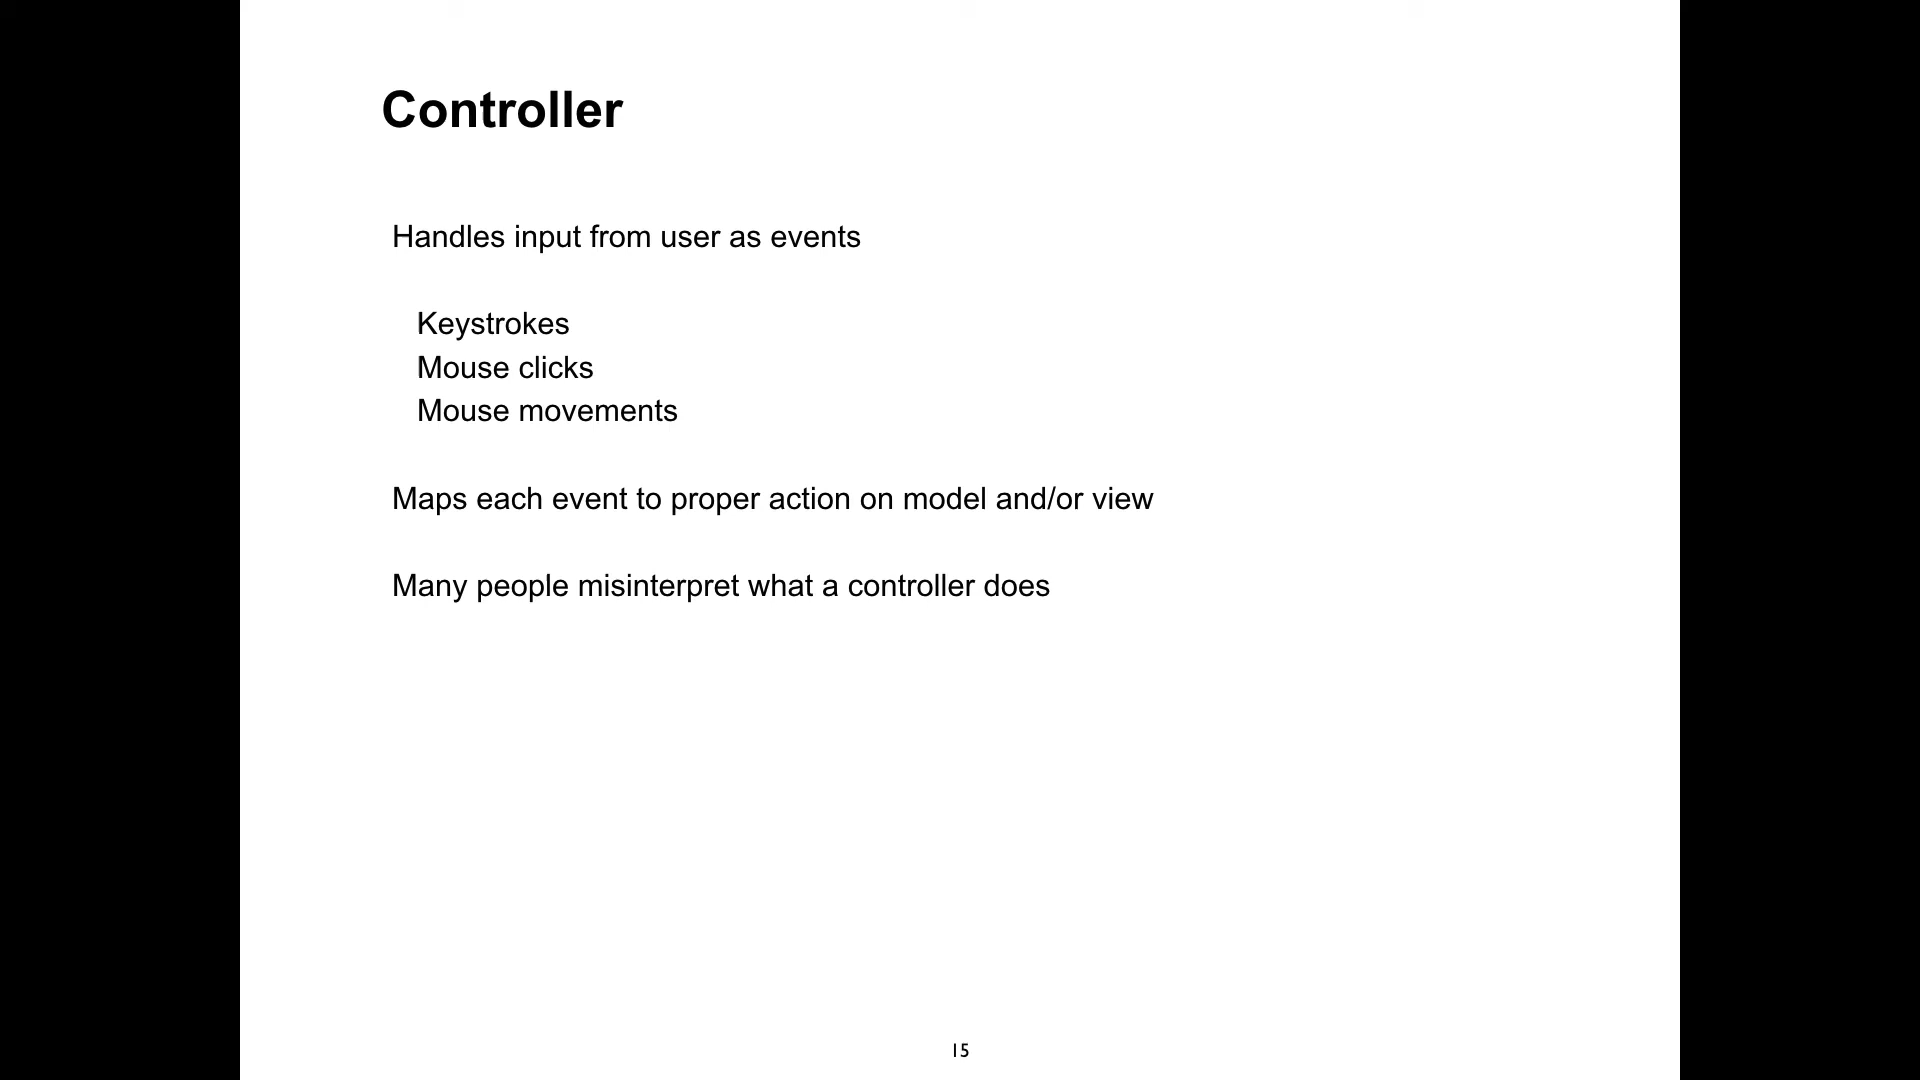 Controller
Handles input from user as events
Keystrokes
Mouse clicks
Mouse movements
Maps each event to proper action on model and/or view
Many people misinterpret what a controller does
15